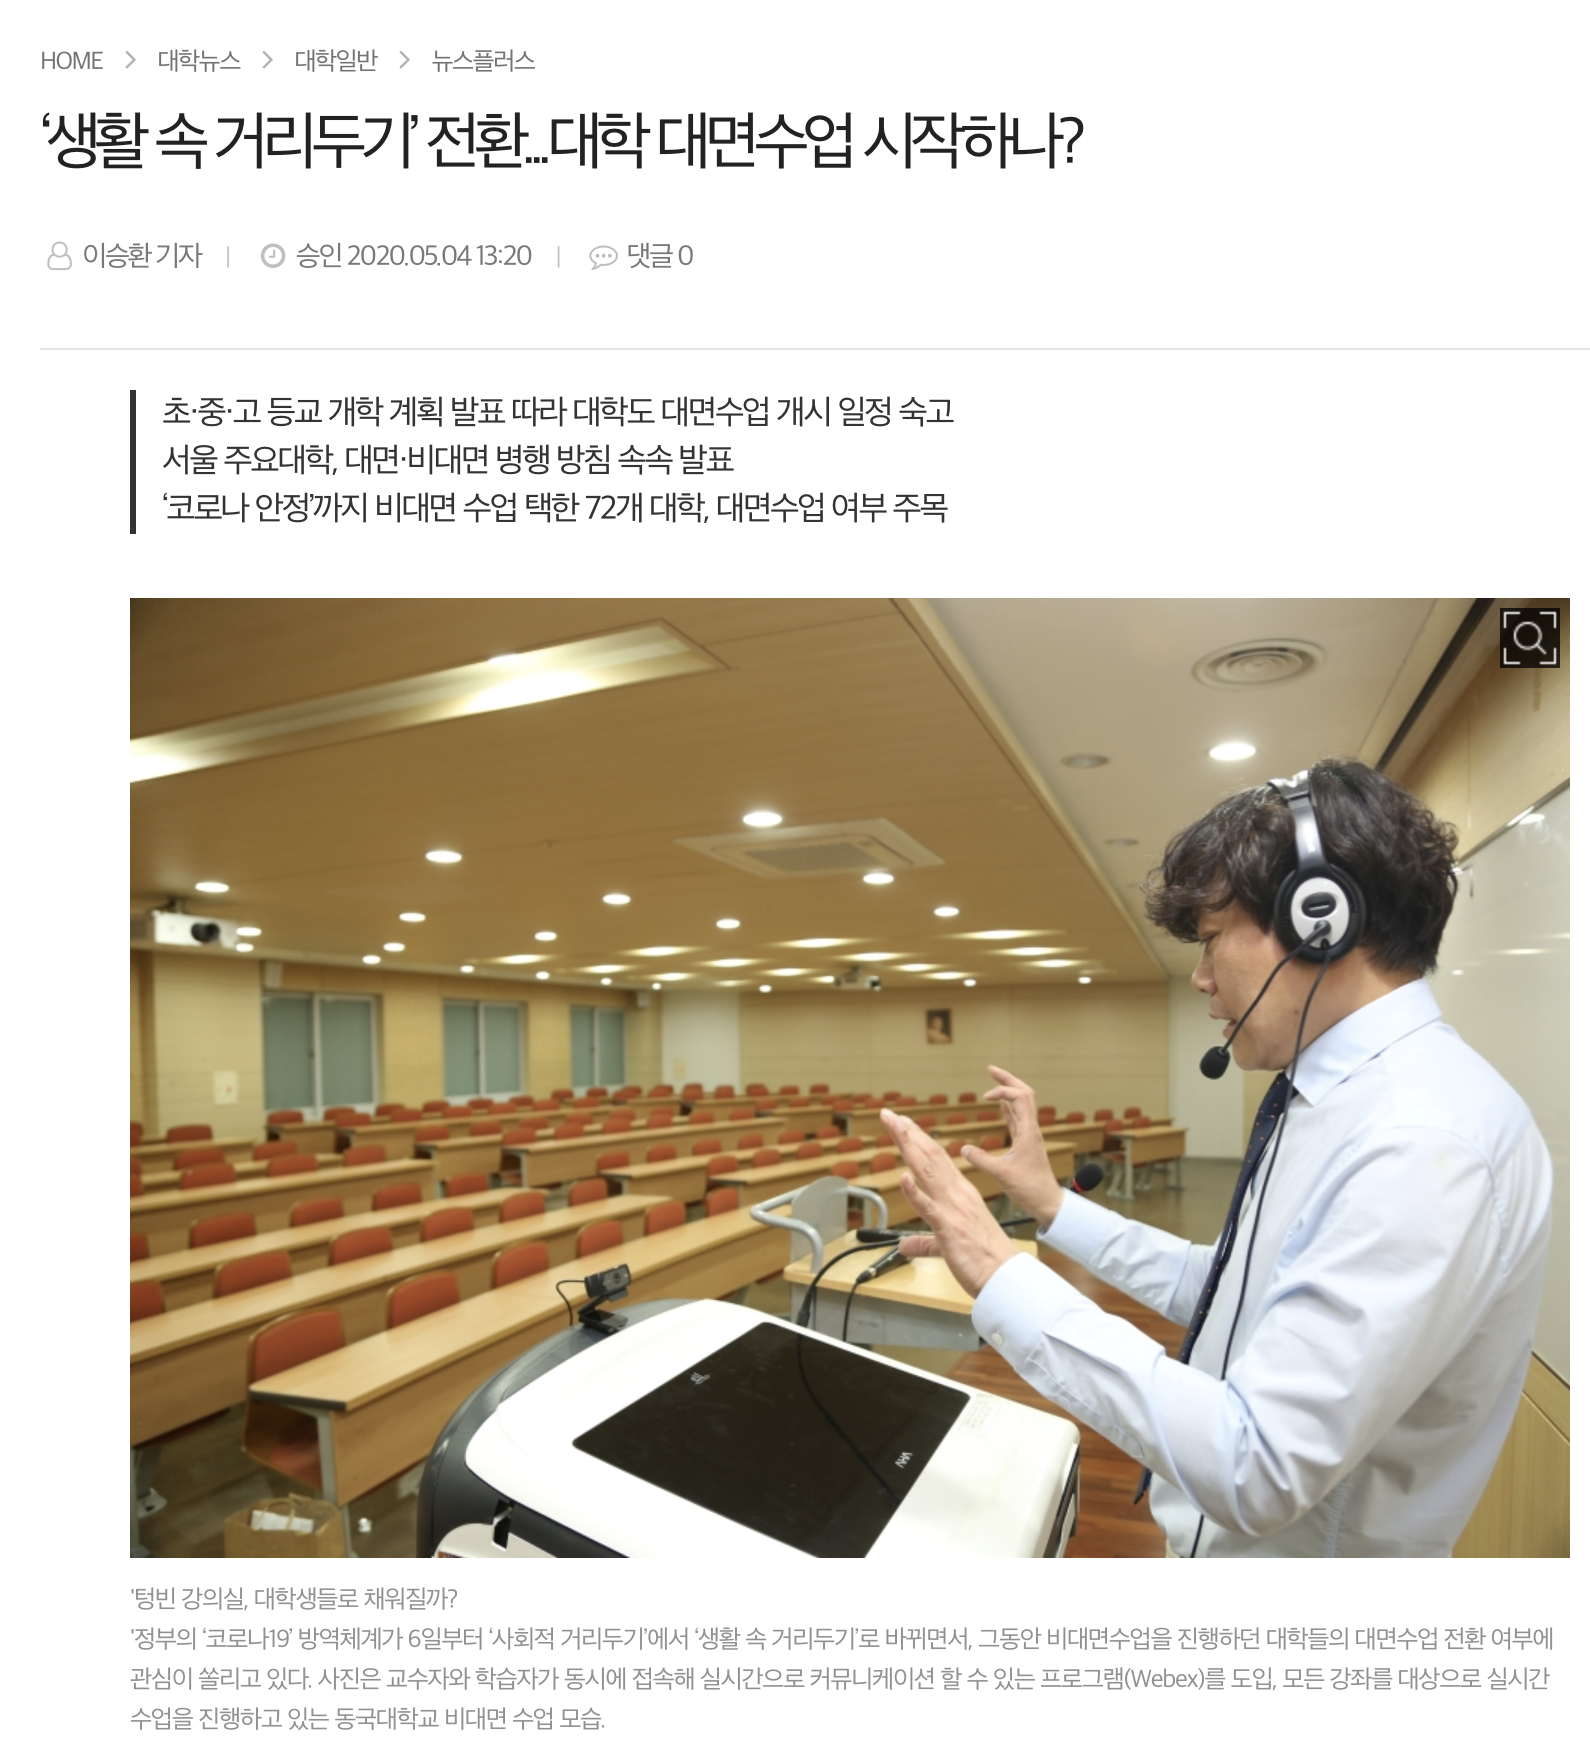 HOME > 대학뉴스 > 대학일반 > 뉴스플러스
‘생활 속 거리두기’ 전환...대학 대면수업 시작하나?
이승환 기자 | 승인 2020.05.04 13:20 | 댓글 0
초·중·고 등교 개학 계획 발표 따라 대학도 대면수업 개시 일정 숙고
서울 주요대학, 대면·비대면 병행 방침 속속 발표
‘코로나 안정’까지 비대면 수업 택한 72개 대학, 대면수업 여부 주목
'텅빈 강의실, 대학생들로 채워질까?
'정부의 ‘코로나19’ 방역체계가 6일부터 ‘사회적 거리두기’에서 ‘생활 속 거리두기’로 바뀌면서, 그동안 비대면수업을 진행하던 대학들의 대면수업 전환 여부에
관심이 쏠리고 있다. 사진은 교수자와 학습자가 동시에 접속해 실시간으로 커뮤니케이션 할 수 있는 프로그램(Webex)를 도입, 모든 강좌를 대상으로 실시간
수업을 진행하고 있는 동국대학교 비대면 수업 모습.